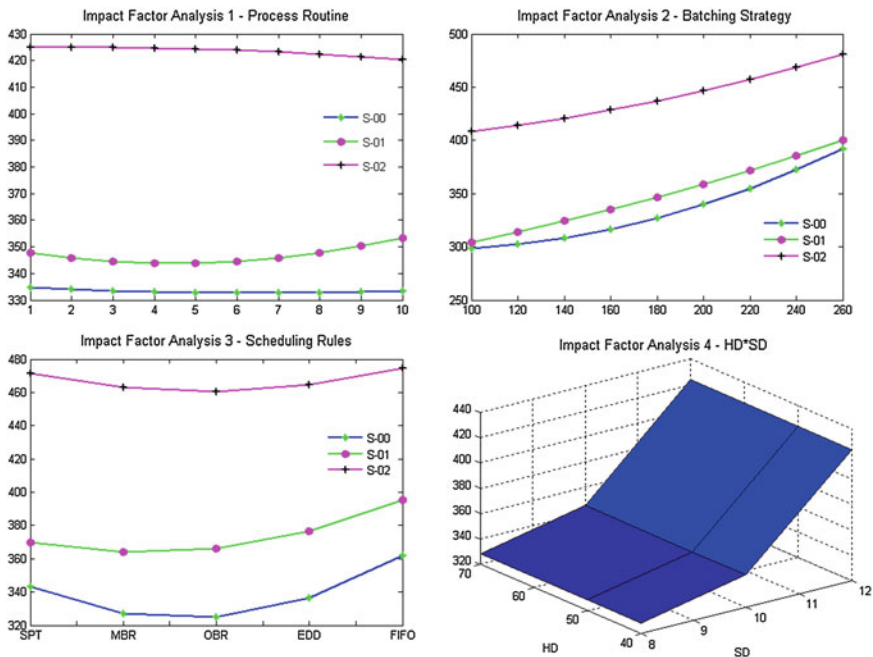 Impact Factor Analysis 1 - Process Routine
430
420
410
400
390
380
370
360
350
340
330
1 2 3 4 5 6 7 8 9 10
S-00
S-01
S-02
Impact Factor Analysis 2 - Batching Strategy
500
450
400
350
300
250
100 120 140 160 180 200 220 240 260
S-00
S-01
S-02
Impact Factor Analysis 3 - Scheduling Rules
480
460
440
420
400
380
360
340
320
SPT MBR OBR EDD FIFO
S-00
S-01
S-02
Impact Factor Analysis 4 - HD*SD
440
420
400
380
360
340
320
70 60 50 40
HD
8 9 10 11 12
SD